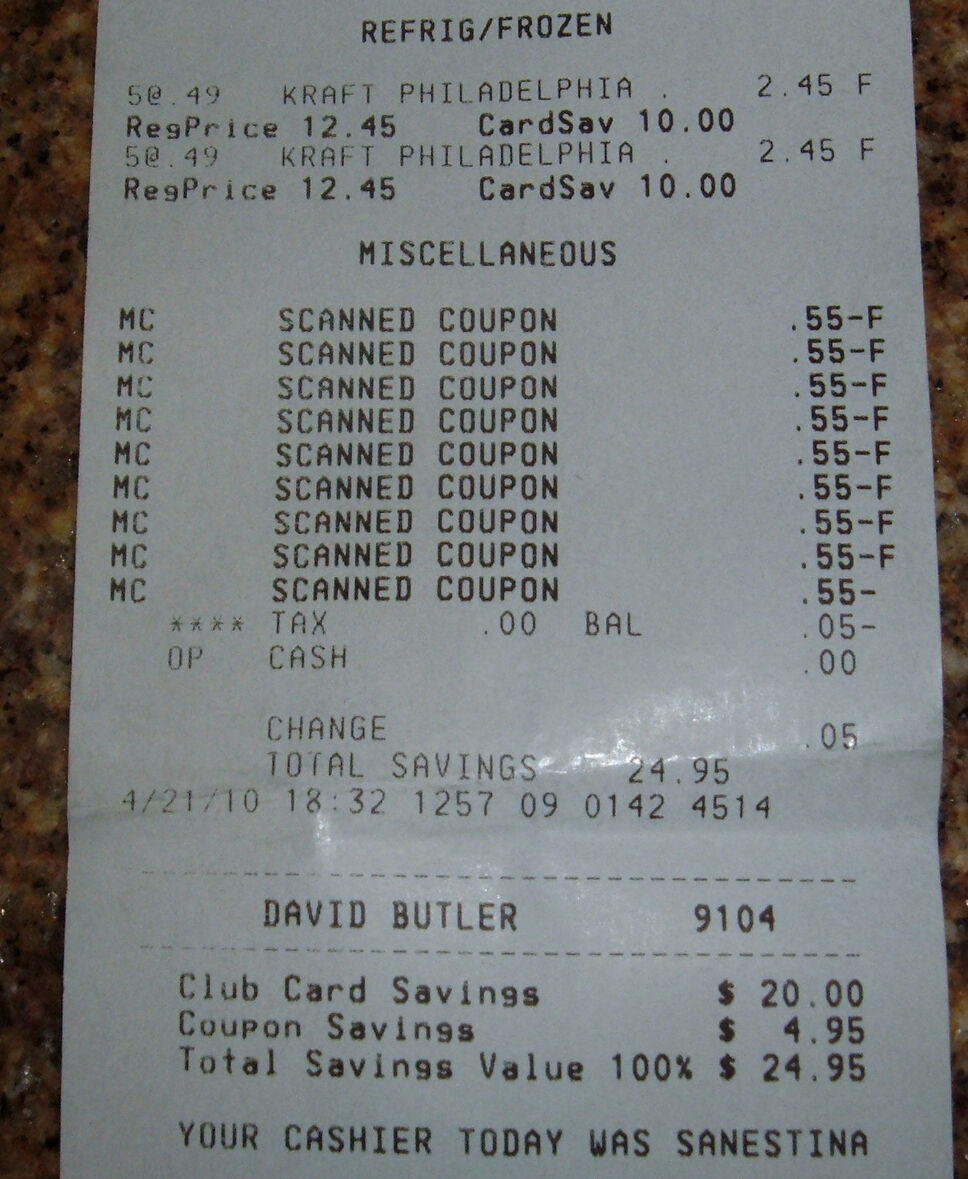 REFRIG/FROZEN
5@.49 KRAFT PHILADELPHIA . 2.45 F
RegPrice 12.45 CardSav 10.00
5@.49 KRAFT PHILADELPHIA . 2.45 F
RegPrice 12.45 CardSav 10.00
MISCELLANEOUS
MC SCANNED COUPON .55-F
MC SCANNED COUPON .55-F
MC SCANNED COUPON .55-F
MC SCANNED COUPON .55-F
MC SCANNED COUPON .55-F
MC SCANNED COUPON .55-F
MC SCANNED COUPON .55-F
MC SCANNED COUPON .55-F
MC SCANNED COUPON .55-
**** TAX .00 BAL .05-
OP CASH .00
CHANGE .05
TOTAL SAVINGS 24.95
4/21/10 18:32 1257 09 0142 4514
DAVID BUTLER 9104
Club Card Savings $ 20.00
Coupon Savings $ 4.95
Total Savings Value 100% $ 24.95
YOUR CASHIER TODAY WAS SANESTINA